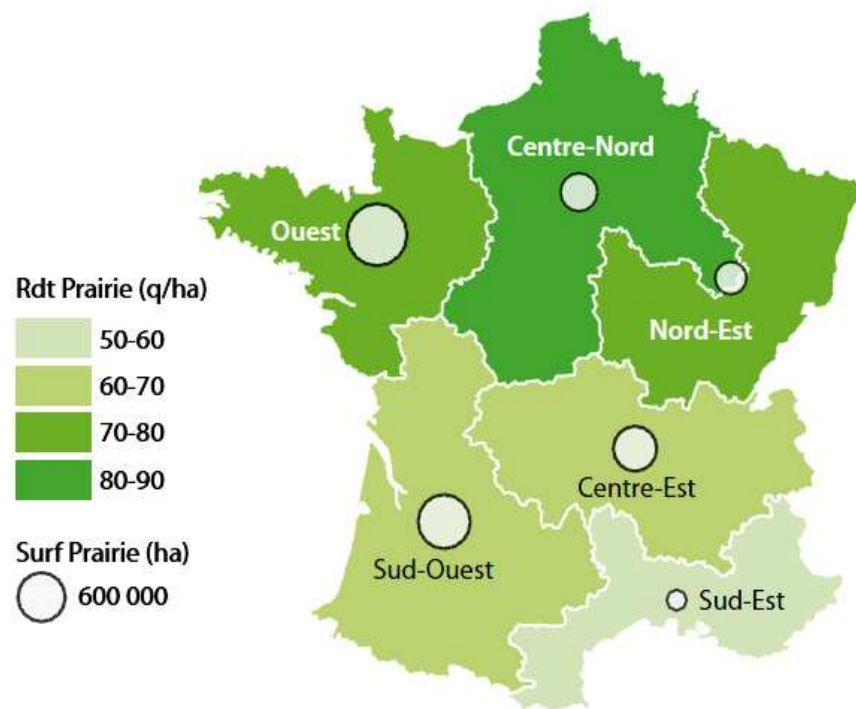 Centre-Nord
Ouest
Rdt Prairie (q/ha)
50-60
60-70
70-80
80-90
Nord-Est
Centre-Est
Surf Prairie (ha)
600 000
Sud-Ouest
Sud-Est